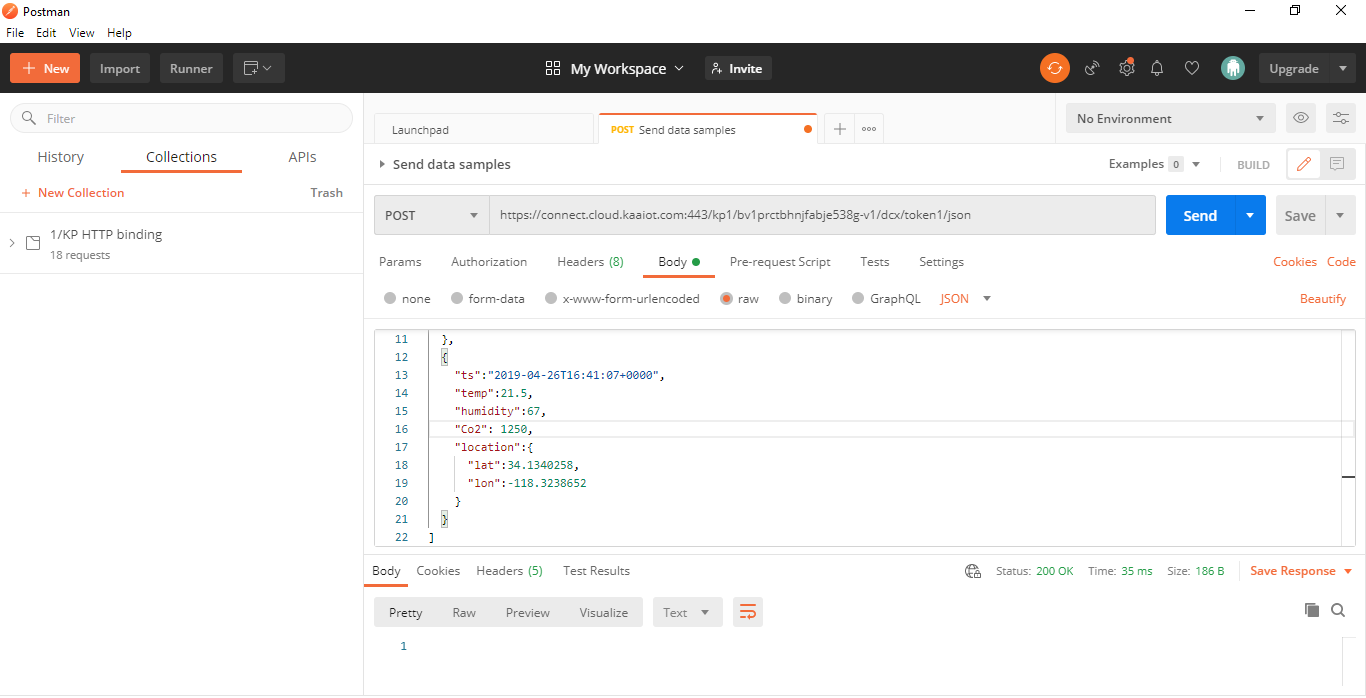 Postman
File Edit View Help
New Import Runner My Workspace Invite Upgrade
Filter
History Collections APIs
+ New Collection Trash
1/KP HTTP binding
18 requests
Launchpad POST Send data samples No Environment
Send data samples Examples 0 BUILD
POST https://connect.cloud.kaaiot.com:443/kp1/bv1prctbhnjfabje538g-v1/dcx/token1/json Send Save
Params Authorization Headers (8) Body Pre-request Script Tests Settings Cookies Code
none form-data x-www-form-urlencoded raw binary GraphQL JSON Beautify
11 },
12 {
13 "ts":"2019-04-26T16:41:07+0000",
14 "temp":21.5,
15 "humidity":67,
16 "Co2": 1250,
17 "location":{
18 "lat":34.1340258,
19 "lon":-118.3238652
20 }
21 }
22 ]
Body Cookies Headers (5) Test Results Status: 200 OK Time: 35 ms Size: 186 B Save Response
Pretty Raw Preview Visualize Text
1